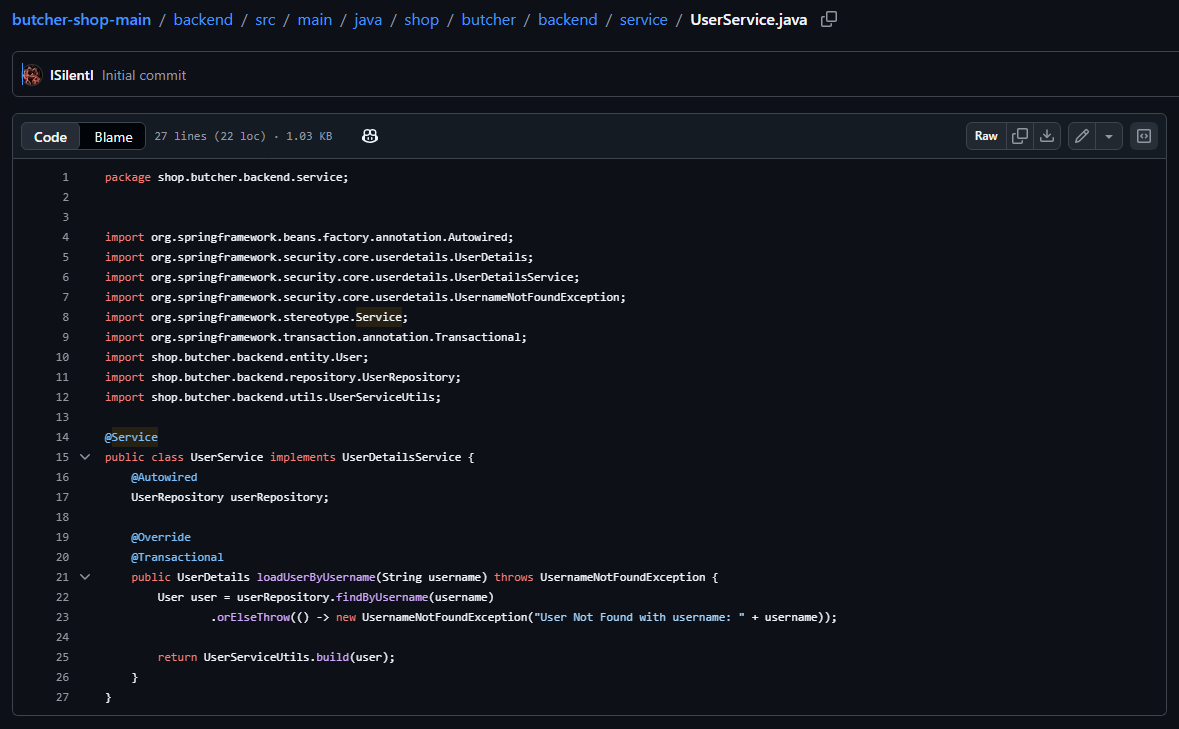 butcher-shop-main / backend / src / main / java / shop / butcher / backend / service / UserService.java
ISilentI Initial commit
Code Blame 27 lines (22 loc) · 1.03 KB Raw
1 package shop.butcher.backend.service;
2
3
4 import org.springframework.beans.factory.annotation.Autowired;
5 import org.springframework.security.core.userdetails.UserDetails;
6 import org.springframework.security.core.userdetails.UserDetailsService;
7 import org.springframework.security.core.userdetails.UsernameNotFoundException;
8 import org.springframework.stereotype.Service;
9 import org.springframework.transaction.annotation.Transactional;
10 import shop.butcher.backend.entity.User;
11 import shop.butcher.backend.repository.UserRepository;
12 import shop.butcher.backend.utils.UserServiceUtils;
13
14 @Service
15 public class UserService implements UserDetailsService {
16     @Autowired
17     UserRepository userRepository;
18
19     @Override
20     @Transactional
21     public UserDetails loadUserByUsername(String username) throws UsernameNotFoundException {
22         User user = userRepository.findByUsername(username)
23                 .orElseThrow(() -> new UsernameNotFoundException("User Not Found with username: " + username));
24
25         return UserServiceUtils.build(user);
26     }
27 }